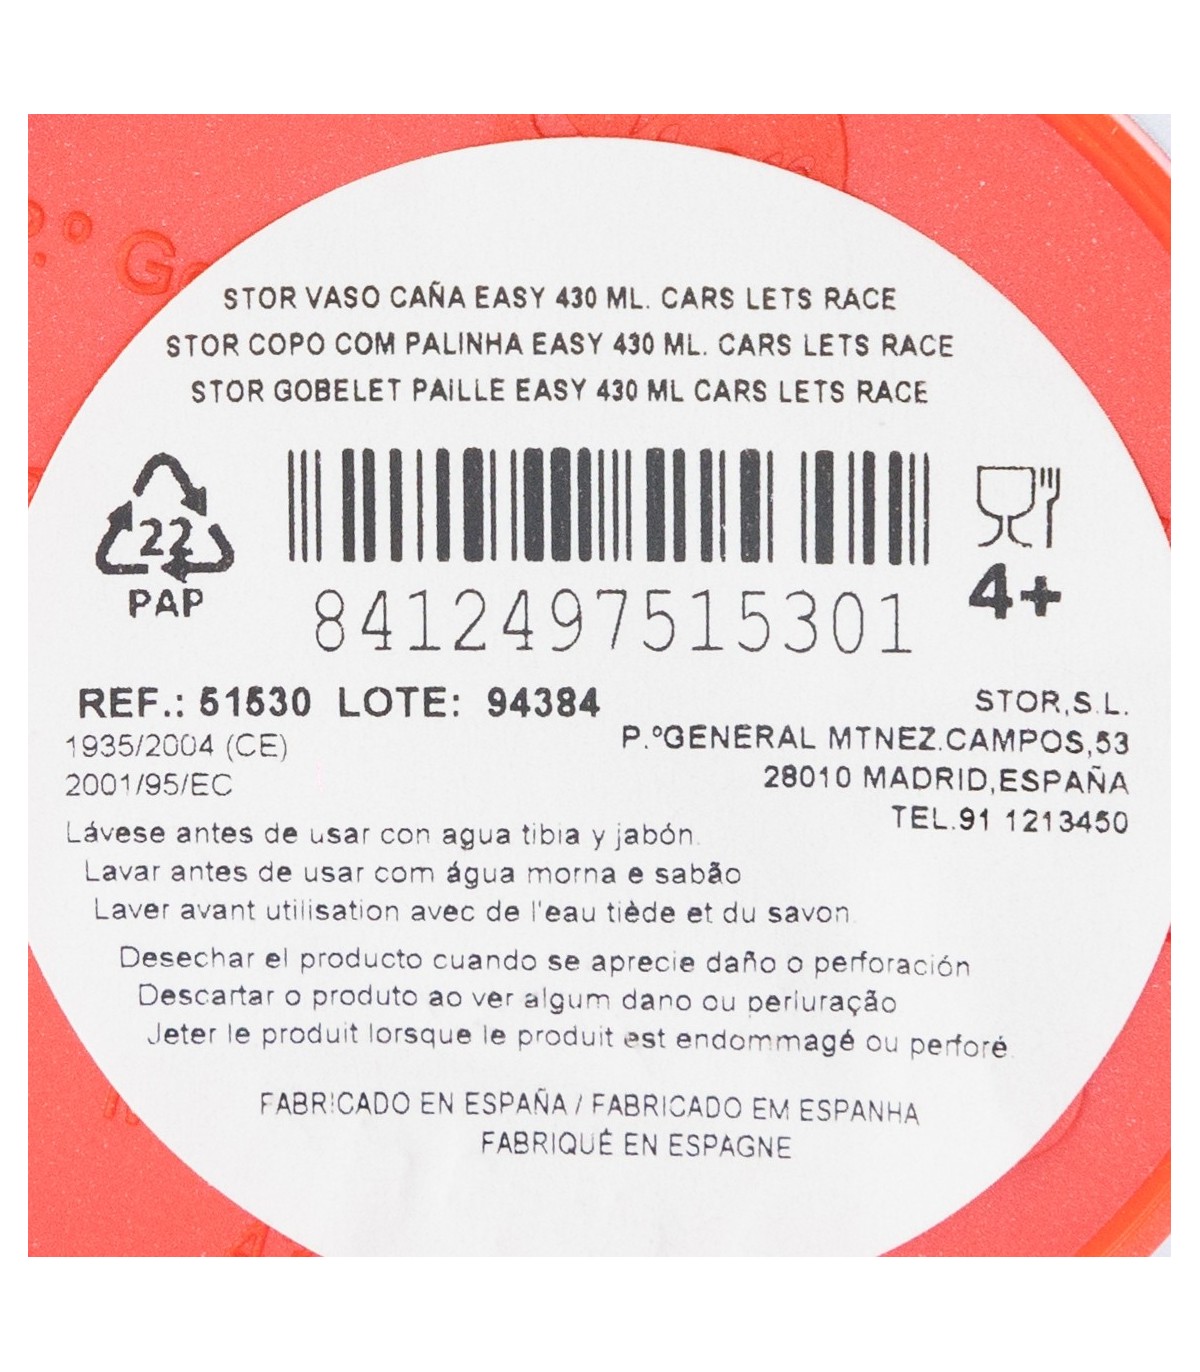 STOR VASO CAÑA EASY 430 ML. CARS LETS RACE
STOR COPO COM PALINHA EASY 430 ML. CARS LETS RACE
STOR GOBELET PAILLE EASY 430 ML CARS LETS RACE
22
PAP
8412497515301
4+
REF.: 51530 LOTE: 94384
1935/2004 (CE)
2001/95/EC
STOR,S.L.
P.ºGENERAL MTNEZ.CAMPOS,53
28010 MADRID,ESPAÑA
TEL.91 1213450
Lávese antes de usar con agua tibia y jabón.
Lavar antes de usar com água morna e sabão
Laver avant utilisation avec de l'eau tiède et du savon.
Desechar el producto cuando se aprecie daño o perforación
Descartar o produto ao ver algum dano ou perfuração
Jeter le produit lorsque le produit est endommagé ou perforé.
FABRICADO EN ESPAÑA / FABRICADO EM ESPANHA
FABRIQUÉ EN ESPAGNE